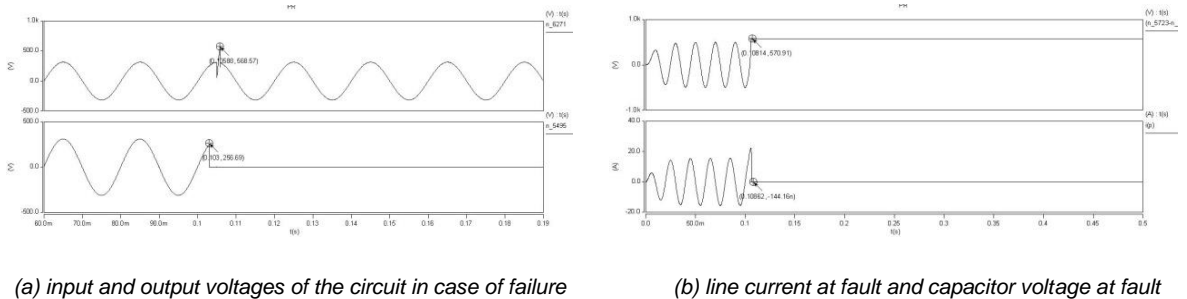 (V) : t(s)
n_6271
1.0k
500.0
(V)
0.0
-500.0
(0.10580, 568.57)
(V) : t(s)
n_5495
500.0
(V)
0.0
-500.0
(0.103, 256.69)
60.0m 70.0m 80.0m 90.0m 0.1 0.11 0.12 0.13 0.14 0.15 0.16 0.17 0.18 0.19
t(s)
(a) input and output voltages of the circuit in case of failure
(V) : t(s)
(n_5723-n_
1.0k
(V)
0.0
-1.0k
(0.10814, 570.91)
(A) : t(s)
i(p)
40.0
20.0
(A)
0.0
-20.0
(0.10862, -144.16n)
0.0 50.0m 0.1 0.15 0.2 0.25 0.3 0.35 0.4 0.45 0.5
t(s)
(b) line current at fault and capacitor voltage at fault